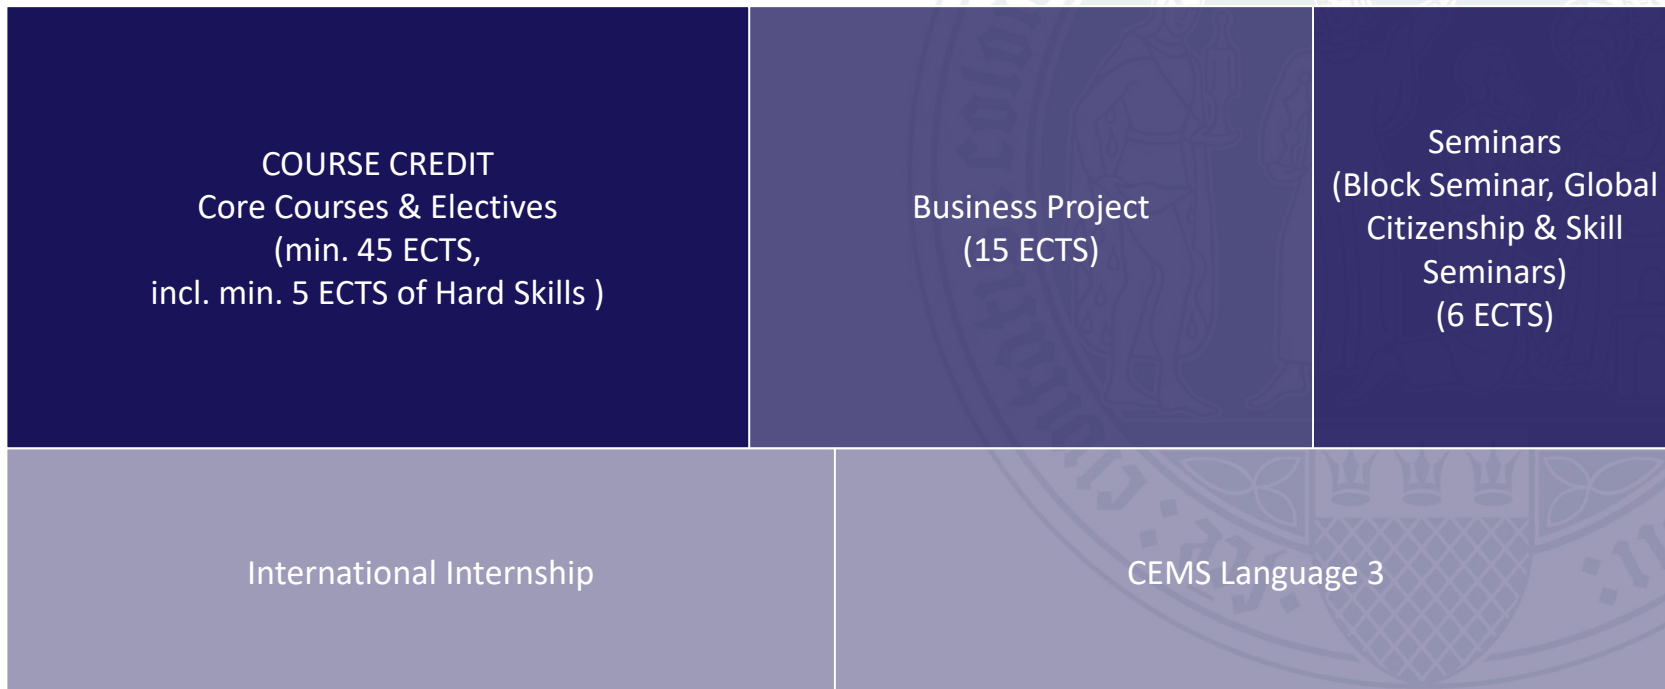 COURSE CREDIT
Core Courses & Electives
(min. 45 ECTS,
incl. min. 5 ECTS of Hard Skills )
Business Project
(15 ECTS)
Seminars
(Block Seminar, Global
Citizenship & Skill
Seminars)
(6 ECTS)
International Internship
CEMS Language 3